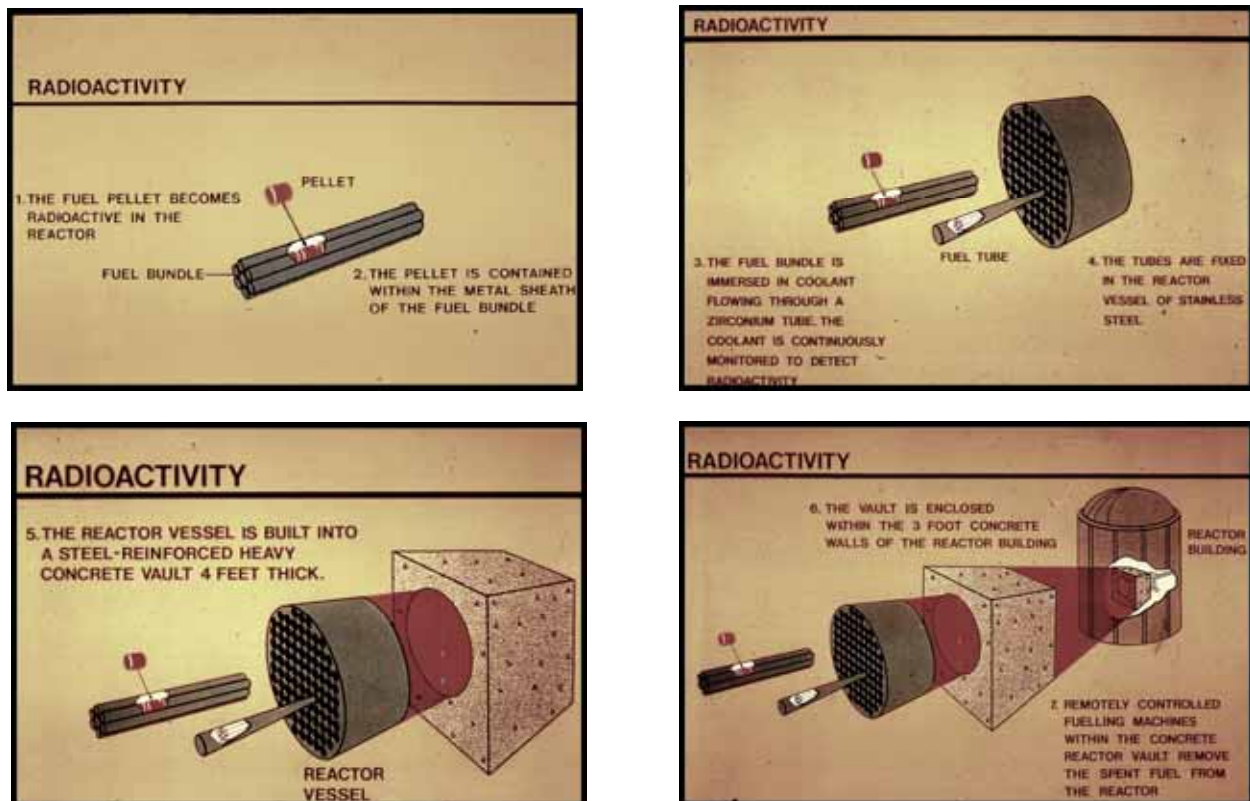 RADIOACTIVITY
1. THE FUEL PELLET BECOMES
RADIOACTIVE IN THE
REACTOR
PELLET
FUEL BUNDLE
2. THE PELLET IS CONTAINED
WITHIN THE METAL SHEATH
OF THE FUEL BUNDLE
RADIOACTIVITY
FUEL TUBE
3. THE FUEL BUNDLE IS
IMMERSED IN COOLANT
FLOWING THROUGH A
ZIRCONIUM TUBE. THE
COOLANT IS CONTINUOUSLY
MONITORED TO DETECT
RADIOACTIVITY
4. THE TUBES ARE FIXED
IN THE REACTOR
VESSEL OF STAINLESS
STEEL
RADIOACTIVITY
5. THE REACTOR VESSEL IS BUILT INTO
A STEEL-REINFORCED HEAVY
CONCRETE VAULT 4 FEET THICK.
REACTOR
VESSEL
RADIOACTIVITY
6. THE VAULT IS ENCLOSED
WITHIN THE 3 FOOT CONCRETE
WALLS OF THE REACTOR BUILDING
REACTOR
BUILDING
7. REMOTELY CONTROLLED
FUELLING MACHINES
WITHIN THE CONCRETE
REACTOR VAULT REMOVE
THE SPENT FUEL FROM
THE REACTOR